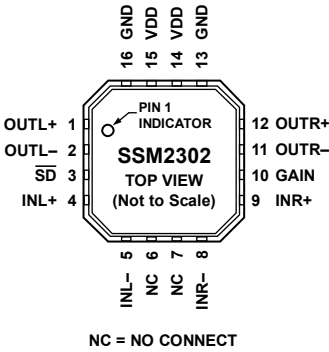 16 GND
15 VDD
14 VDD
13 GND
PIN 1
INDICATOR
OUTL+ 1
OUTL– 2
S̅D̅ 3
INL+ 4
SSM2302
TOP VIEW
(Not to Scale)
12 OUTR+
11 OUTR–
10 GAIN
9 INR+
INL– 5
NC 6
NC 7
INR– 8
NC = NO CONNECT